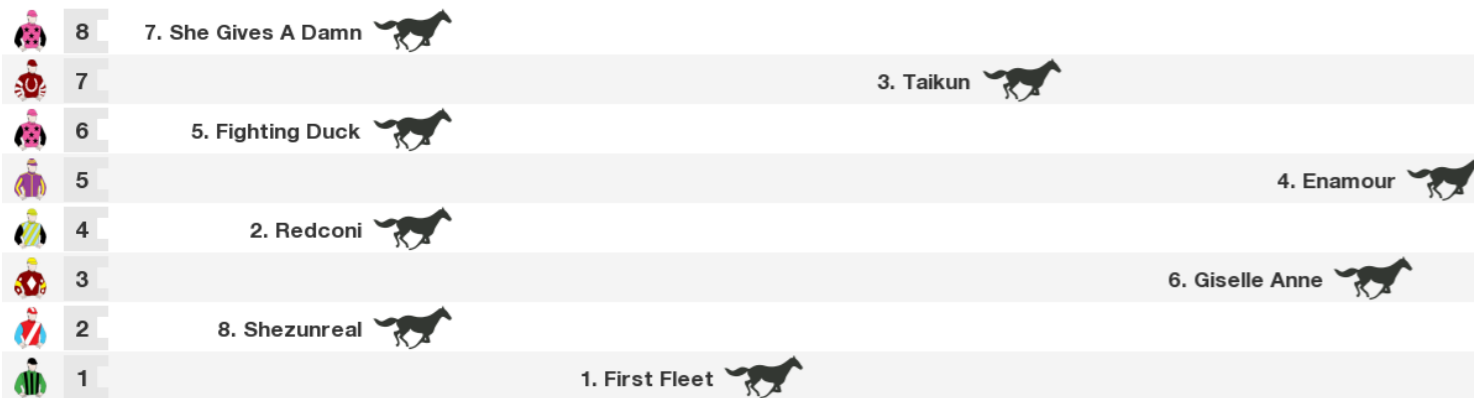 8 7. She Gives A Damn
7 3. Taikun
6 5. Fighting Duck
5 4. Enamour
4 2. Redconi
3 6. Giselle Anne
2 8. Shezunreal
1 1. First Fleet